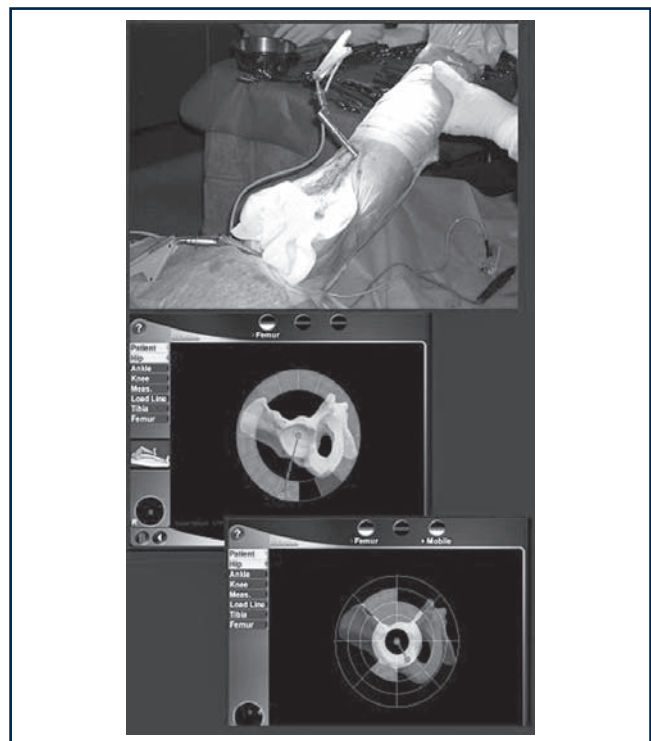 ?
Femur
Patient
Hip
Ankle
Knee
Meas.
Load Line
Tibia
Femur
R
Femur
Mobile
Patient
Hip
Ankle
Knee
Meas.
Load Line
Tibia
Femur
?